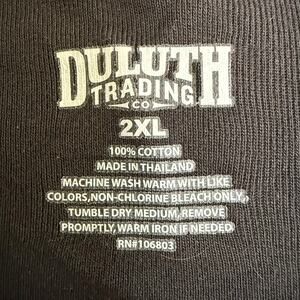 DULUTH
TRADING
CO
2XL
100% COTTON
MADE IN THAILAND
MACHINE WASH WARM WITH LIKE
COLORS, NON-CHLORINE BLEACH ONLY,
TUMBLE DRY MEDIUM, REMOVE
PROMPTLY, WARM IRON IF NEEDED
RN#106803